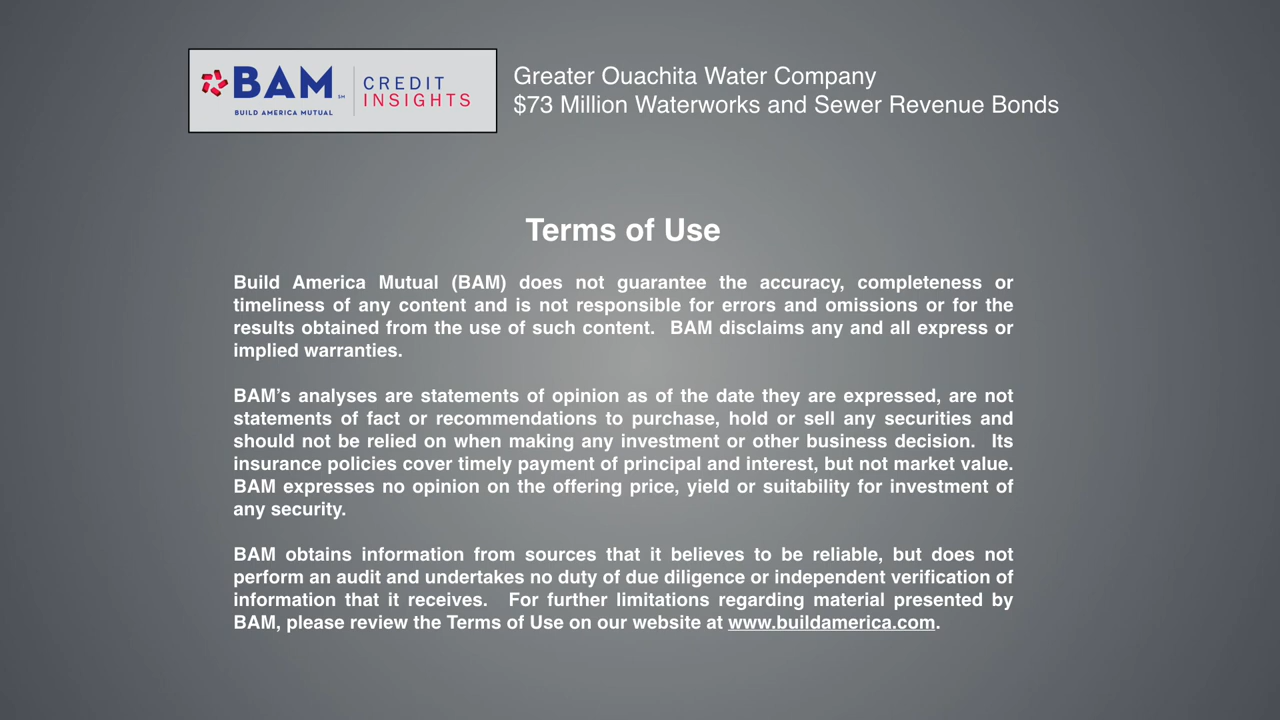 BAM SM
BUILD AMERICA MUTUAL
CREDIT
INSIGHTS
Greater Ouachita Water Company
$73 Million Waterworks and Sewer Revenue Bonds
Terms of Use
Build America Mutual (BAM) does not guarantee the accuracy, completeness or
timeliness of any content and is not responsible for errors and omissions or for the
results obtained from the use of such content. BAM disclaims any and all express or
implied warranties.
BAM’s analyses are statements of opinion as of the date they are expressed, are not
statements of fact or recommendations to purchase, hold or sell any securities and
should not be relied on when making any investment or other business decision. Its
insurance policies cover timely payment of principal and interest, but not market value.
BAM expresses no opinion on the offering price, yield or suitability for investment of
any security.
BAM obtains information from sources that it believes to be reliable, but does not
perform an audit and undertakes no duty of due diligence or independent verification of
information that it receives. For further limitations regarding material presented by
BAM, please review the Terms of Use on our website at www.buildamerica.com.